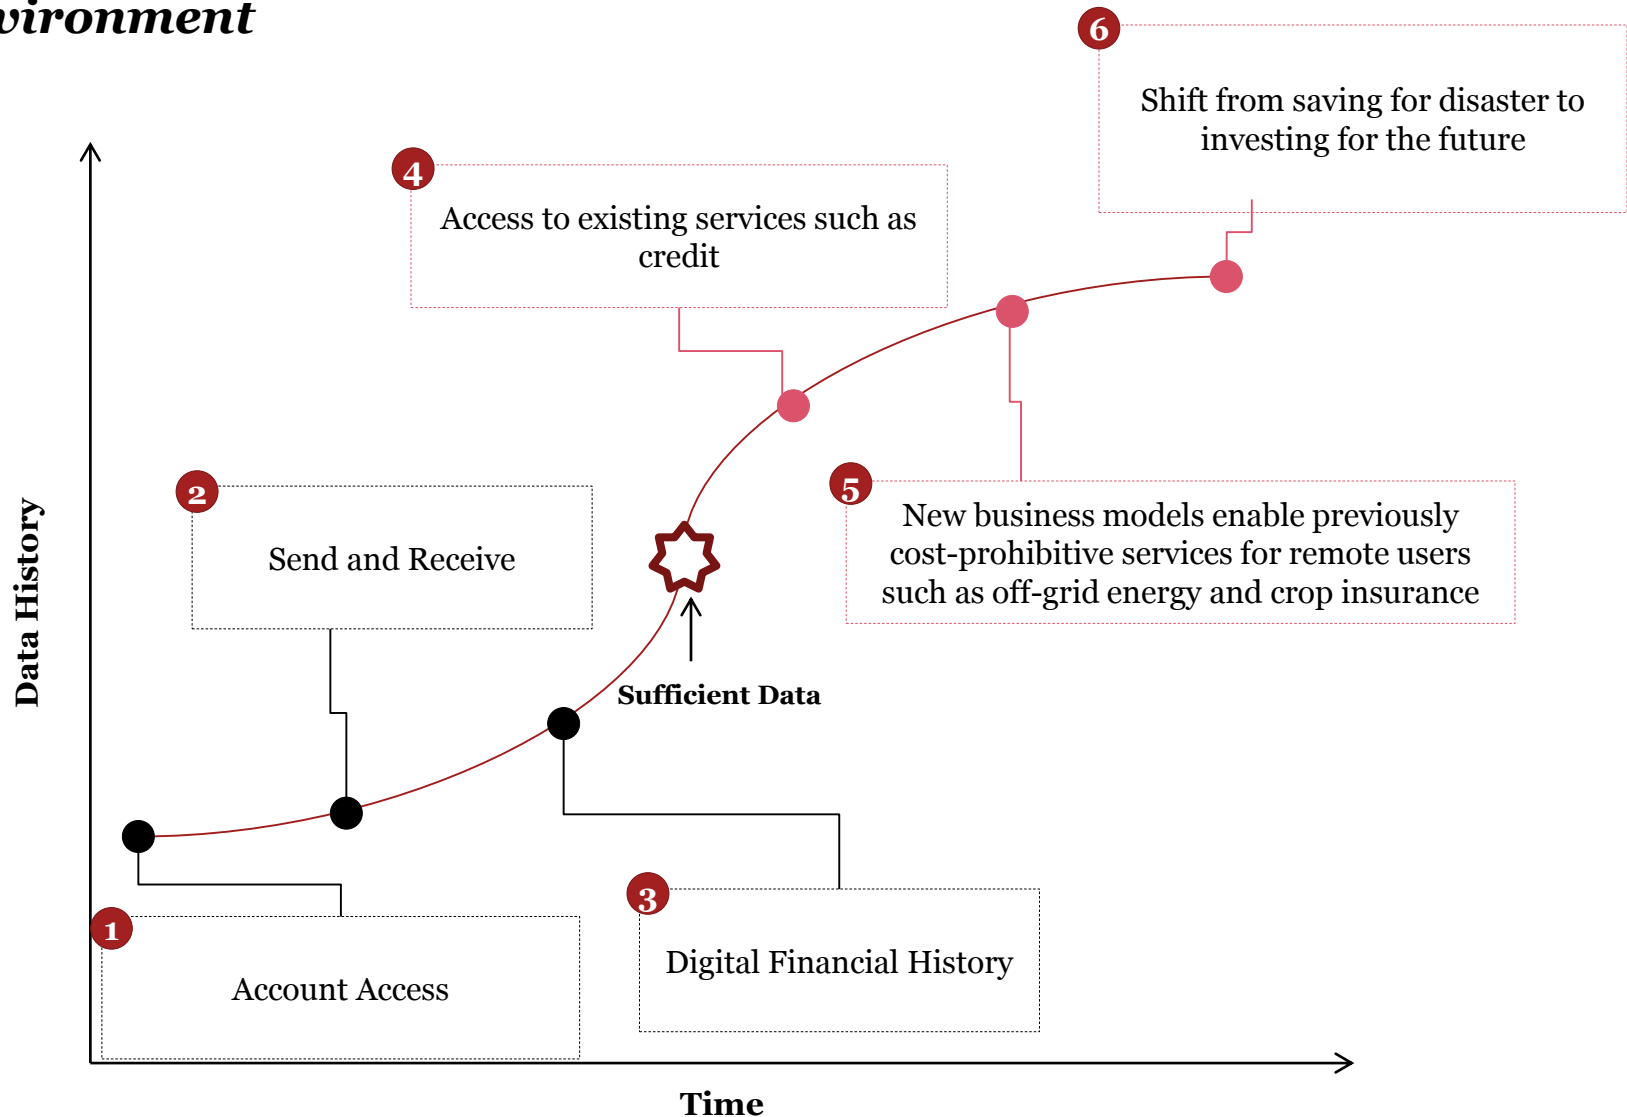 vironment
6
Shift from saving for disaster to
investing for the future
4
Access to existing services such as
credit
2
Send and Receive
5
New business models enable previously
cost-prohibitive services for remote users
such as off-grid energy and crop insurance
Data History
Sufficient Data
3
Digital Financial History
1
Account Access
Time